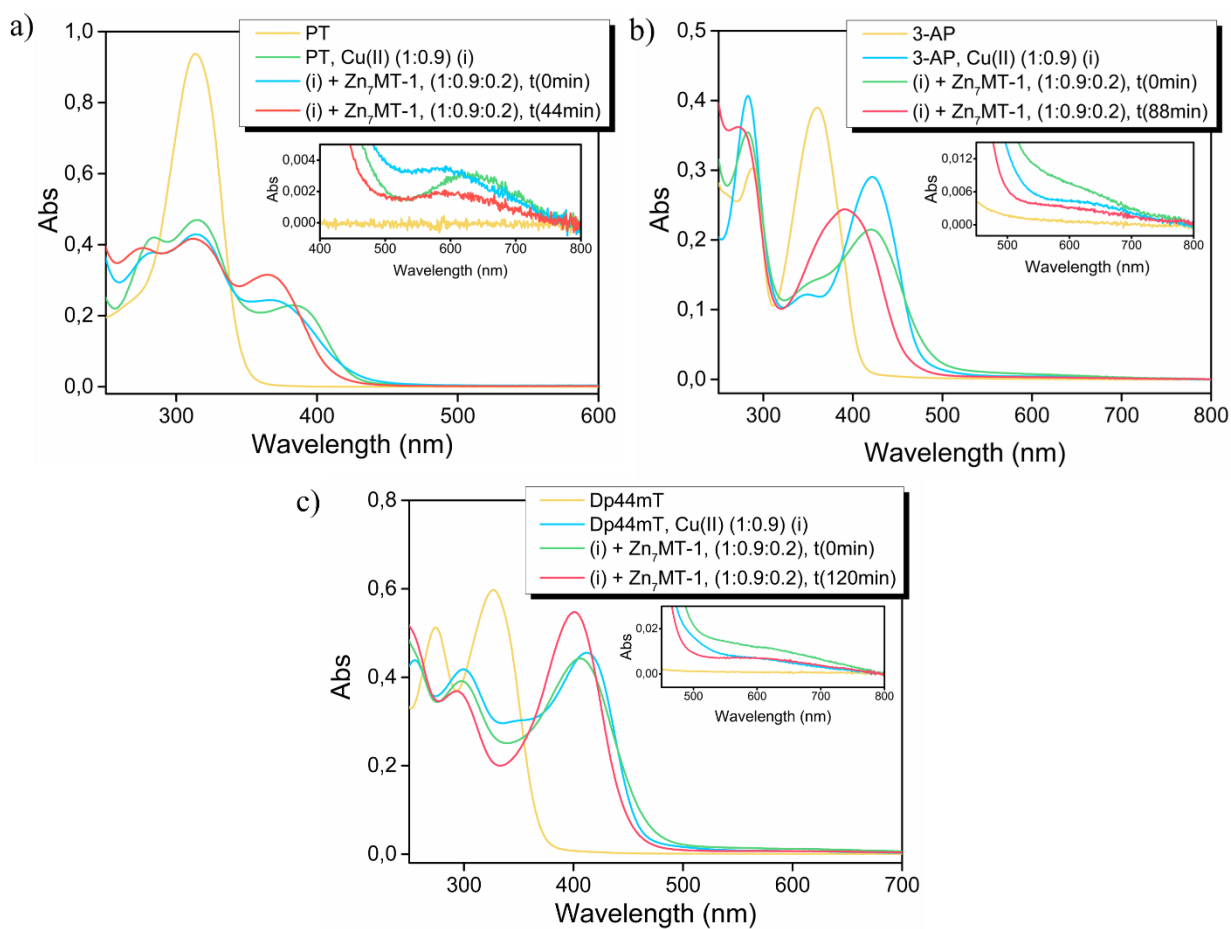 a)
PT
PT, Cu(II) (1:0.9) (i)
(i) + Zn₇MT-1, (1:0.9:0.2), t(0min)
(i) + Zn₇MT-1, (1:0.9:0.2), t(44min)
1,0
0,8
0,6
0,4
0,2
0,0
Abs
300
400
500
600
Wavelength (nm)
0,004
0,002
0,000
Abs
400
500
600
700
800
Wavelength (nm)
b)
3-AP
3-AP, Cu(II) (1:0.9) (i)
(i) + Zn₇MT-1, (1:0.9:0.2), t(0min)
(i) + Zn₇MT-1, (1:0.9:0.2), t(88min)
0,5
0,4
0,3
0,2
0,1
0,0
Abs
300
400
500
600
700
800
Wavelength (nm)
0,012
0,006
0,000
Abs
500
600
700
800
Wavelength (nm)
c)
Dp44mT
Dp44mT, Cu(II) (1:0.9) (i)
(i) + Zn₇MT-1, (1:0.9:0.2), t(0min)
(i) + Zn₇MT-1, (1:0.9:0.2), t(120min)
0,8
0,6
0,4
0,2
0,0
Abs
300
400
500
600
700
Wavelength (nm)
0,02
0,00
Abs
500
600
700
800
Wavelength (nm)